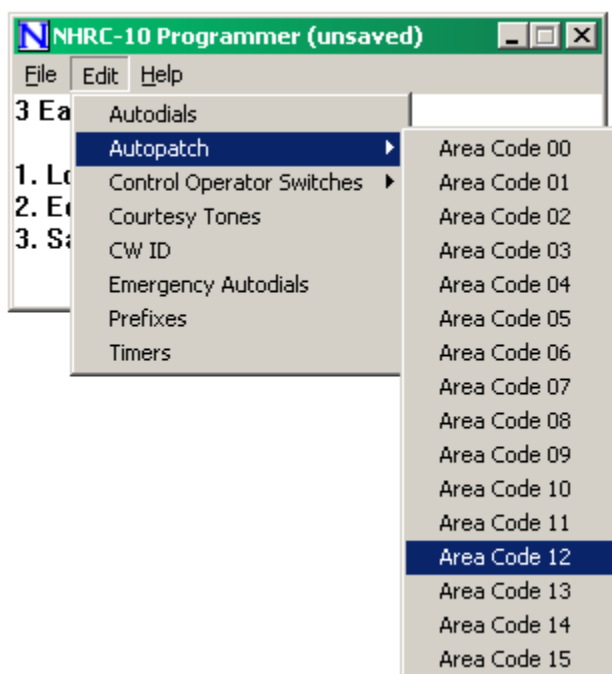 N NHRC-10 Programmer (unsaved)
File Edit Help
3 Ea
1.
2.
3.
Autodials
Autopatch
Control Operator Switches
Courtesy Tones
CW ID
Emergency Autodials
Prefixes
Timers
Area Code 00
Area Code 01
Area Code 02
Area Code 03
Area Code 04
Area Code 05
Area Code 06
Area Code 07
Area Code 08
Area Code 09
Area Code 10
Area Code 11
Area Code 12
Area Code 13
Area Code 14
Area Code 15